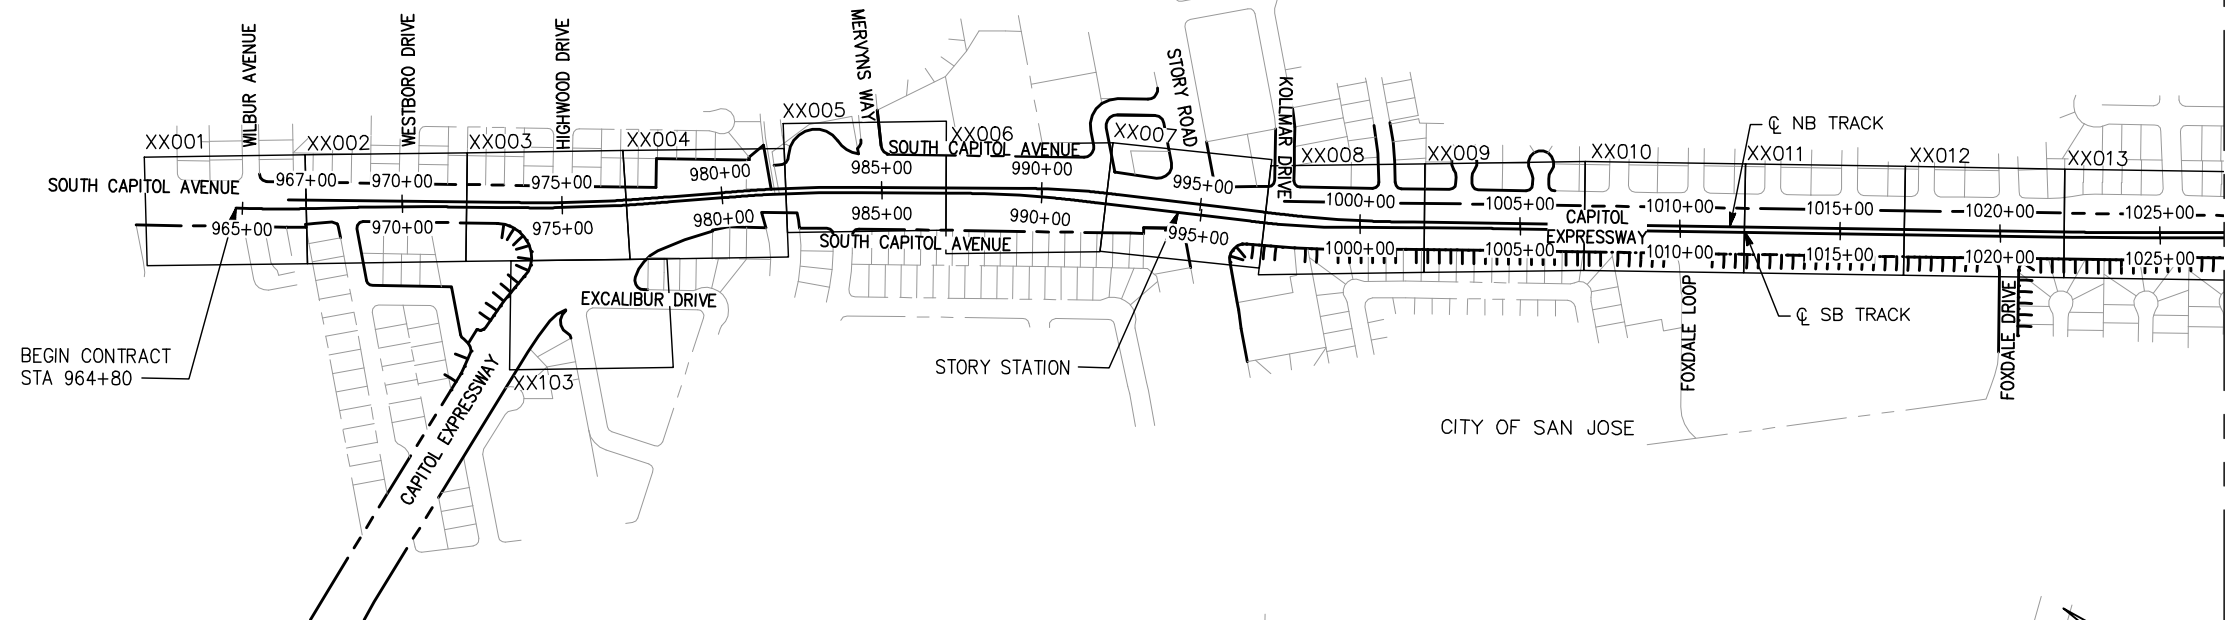 WILBUR AVENUE
WESTBORO DRIVE
HIGHWOOD DRIVE
MERVYNS WAY
STORY ROAD
KOLLMAR DRIVE
XX001
XX002
XX003
XX004
XX005
XX006
XX007
XX008
XX009
XX010
XX011
XX012
XX013
℄ NB TRACK
SOUTH CAPITOL AVENUE
SOUTH CAPITOL AVENUE
967+00
970+00
975+00
980+00
985+00
990+00
995+00
1000+00
1005+00
1010+00
1015+00
1020+00
1025+00
CAPITOL
EXPRESSWAY
965+00
970+00
975+00
980+00
985+00
990+00
995+00
1000+00
1005+00
1010+00
1015+00
1020+00
1025+00
SOUTH CAPITOL AVENUE
EXCALIBUR DRIVE
℄ SB TRACK
FOXDALE LOOP
FOXDALE DRIVE
BEGIN CONTRACT
STA 964+80
STORY STATION
XX103
CAPITOL EXPRESSWAY
CITY OF SAN JOSE